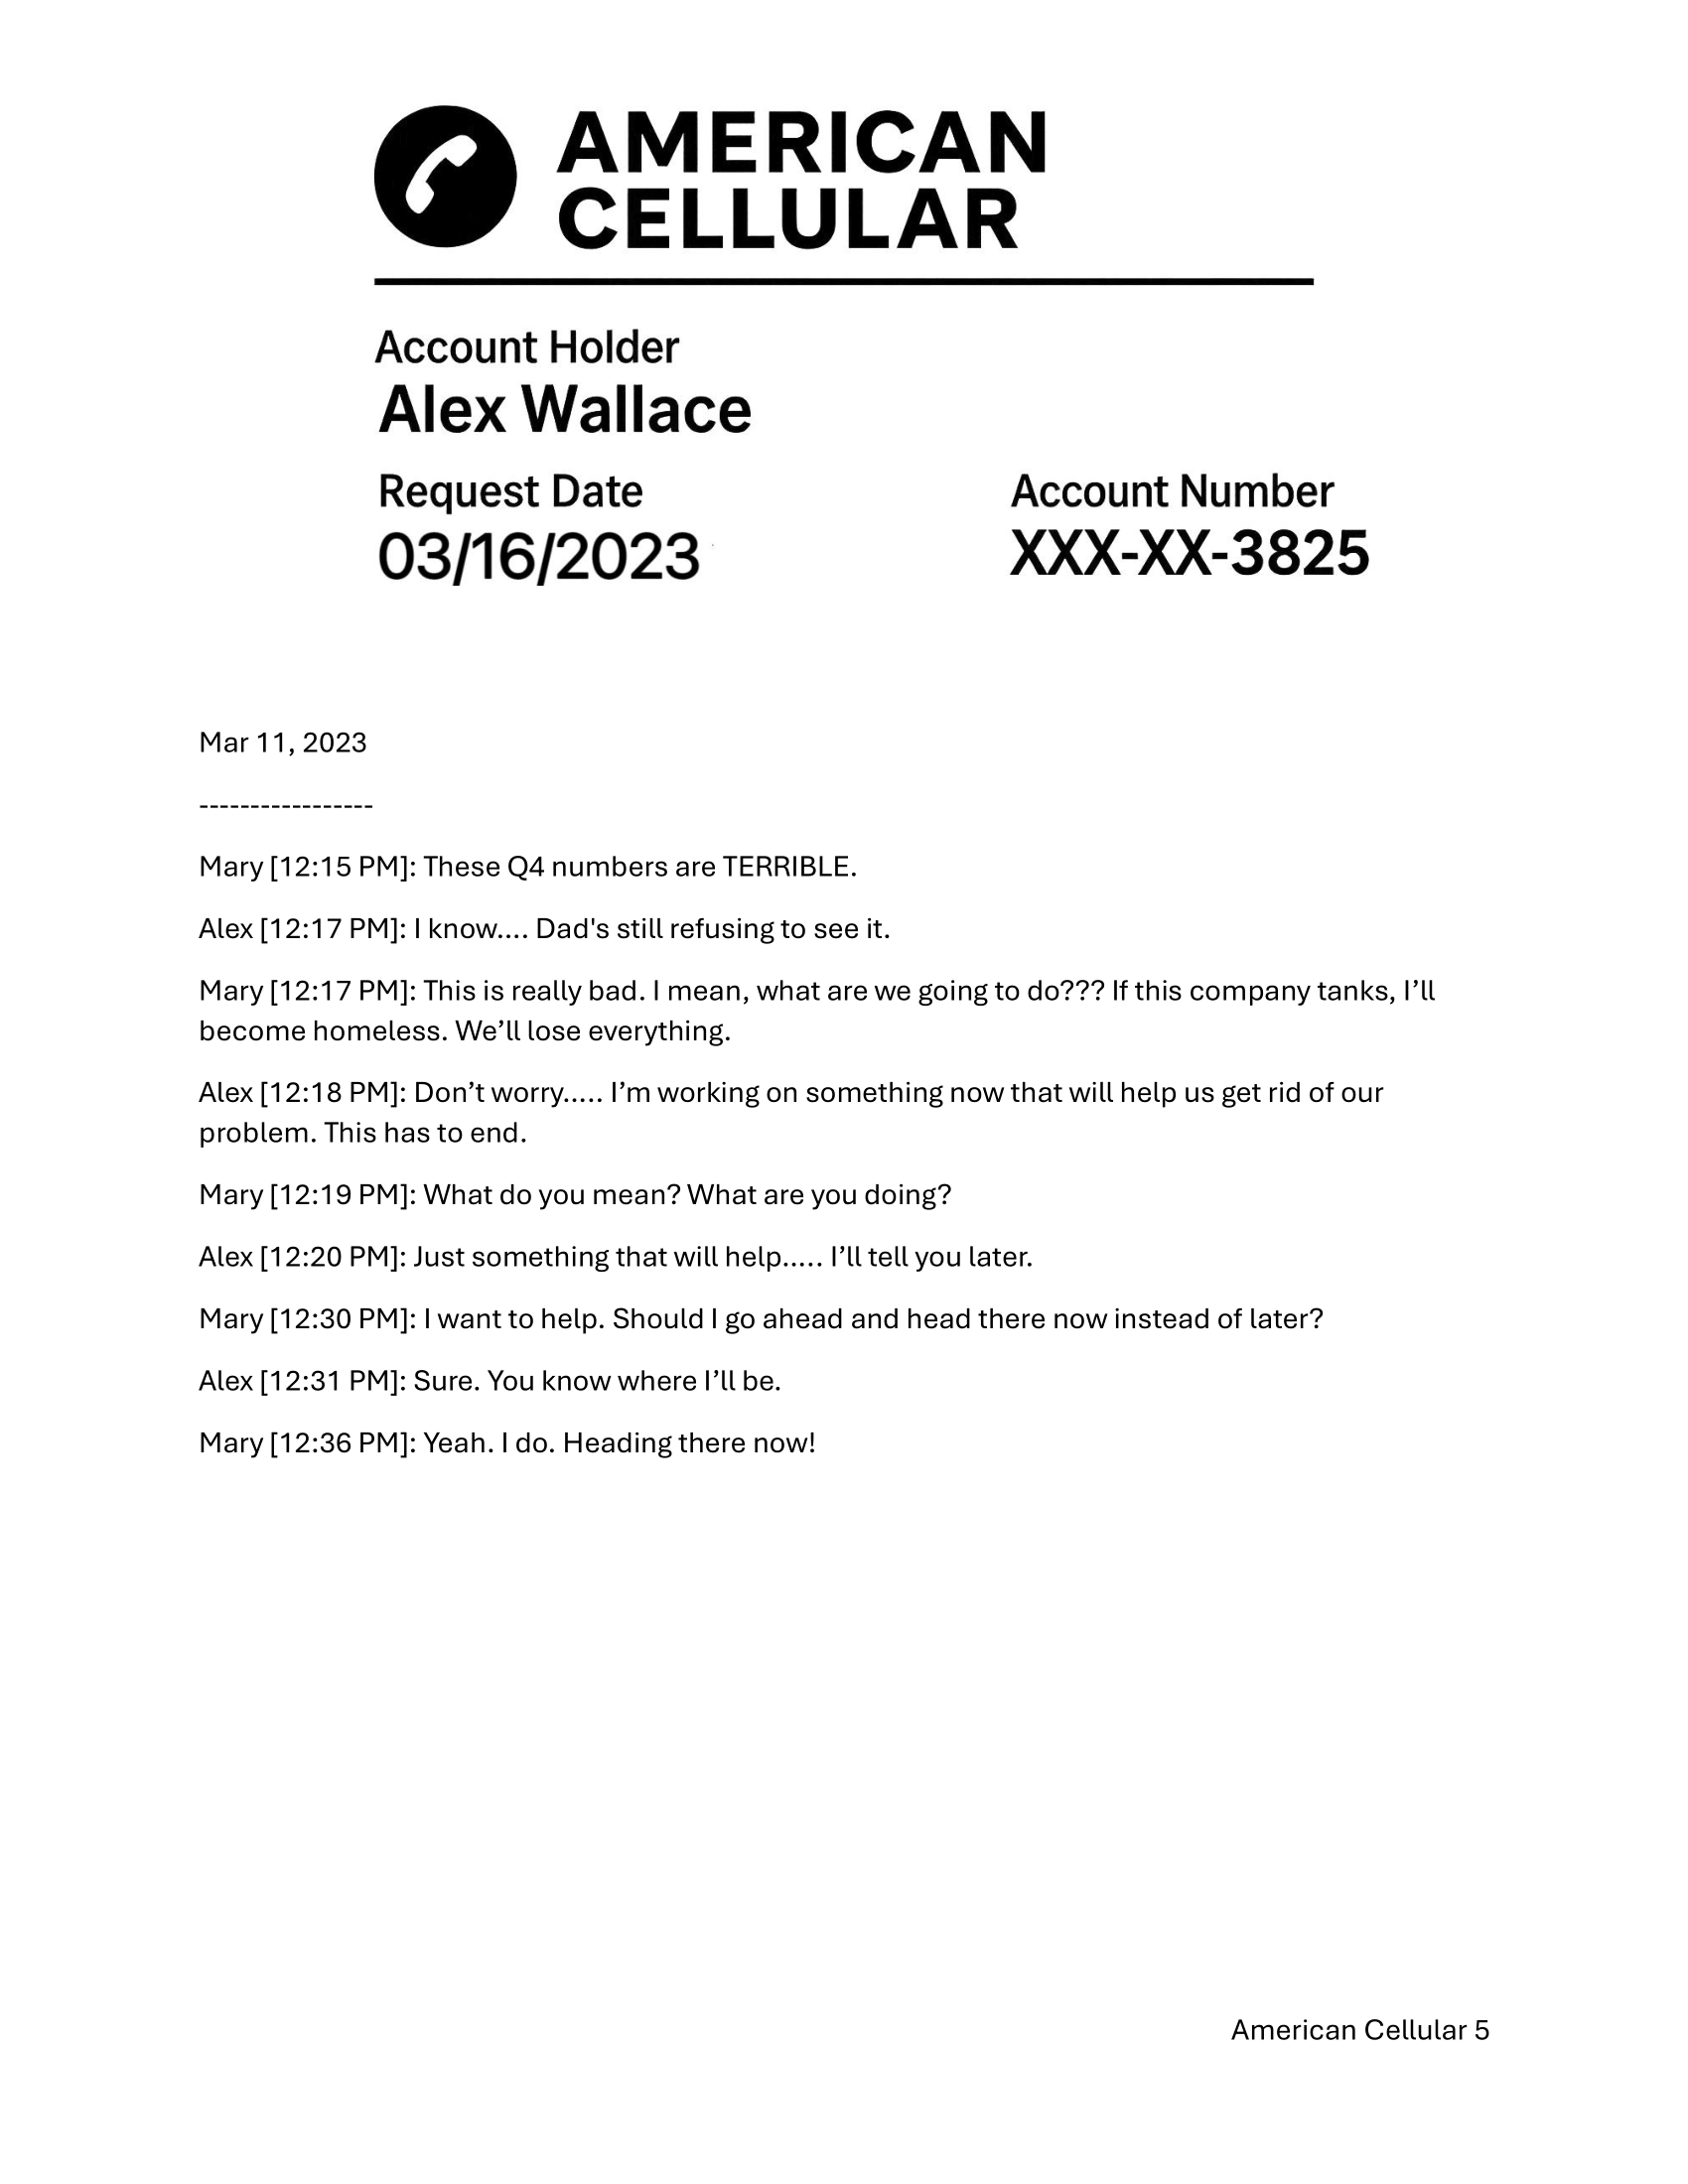 AMERICAN
CELLULAR
Account Holder
Alex Wallace
Request Date
03/16/2023
Account Number
XXX-XX-3825
Mar 11, 2023
-----------------
Mary [12:15 PM]: These Q4 numbers are TERRIBLE.
Alex [12:17 PM]: I know.... Dad's still refusing to see it.
Mary [12:17 PM]: This is really bad. I mean, what are we going to do??? If this company tanks, I’ll
become homeless. We’ll lose everything.
Alex [12:18 PM]: Don’t worry..... I’m working on something now that will help us get rid of our
problem. This has to end.
Mary [12:19 PM]: What do you mean? What are you doing?
Alex [12:20 PM]: Just something that will help..... I’ll tell you later.
Mary [12:30 PM]: I want to help. Should I go ahead and head there now instead of later?
Alex [12:31 PM]: Sure. You know where I’ll be.
Mary [12:36 PM]: Yeah. I do. Heading there now!
American Cellular 5